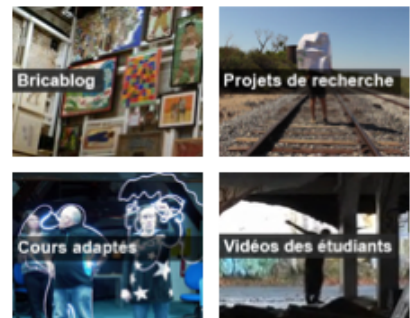 Bricablog
Projets de recherche
Cours adaptés
Vidéos des étudiants